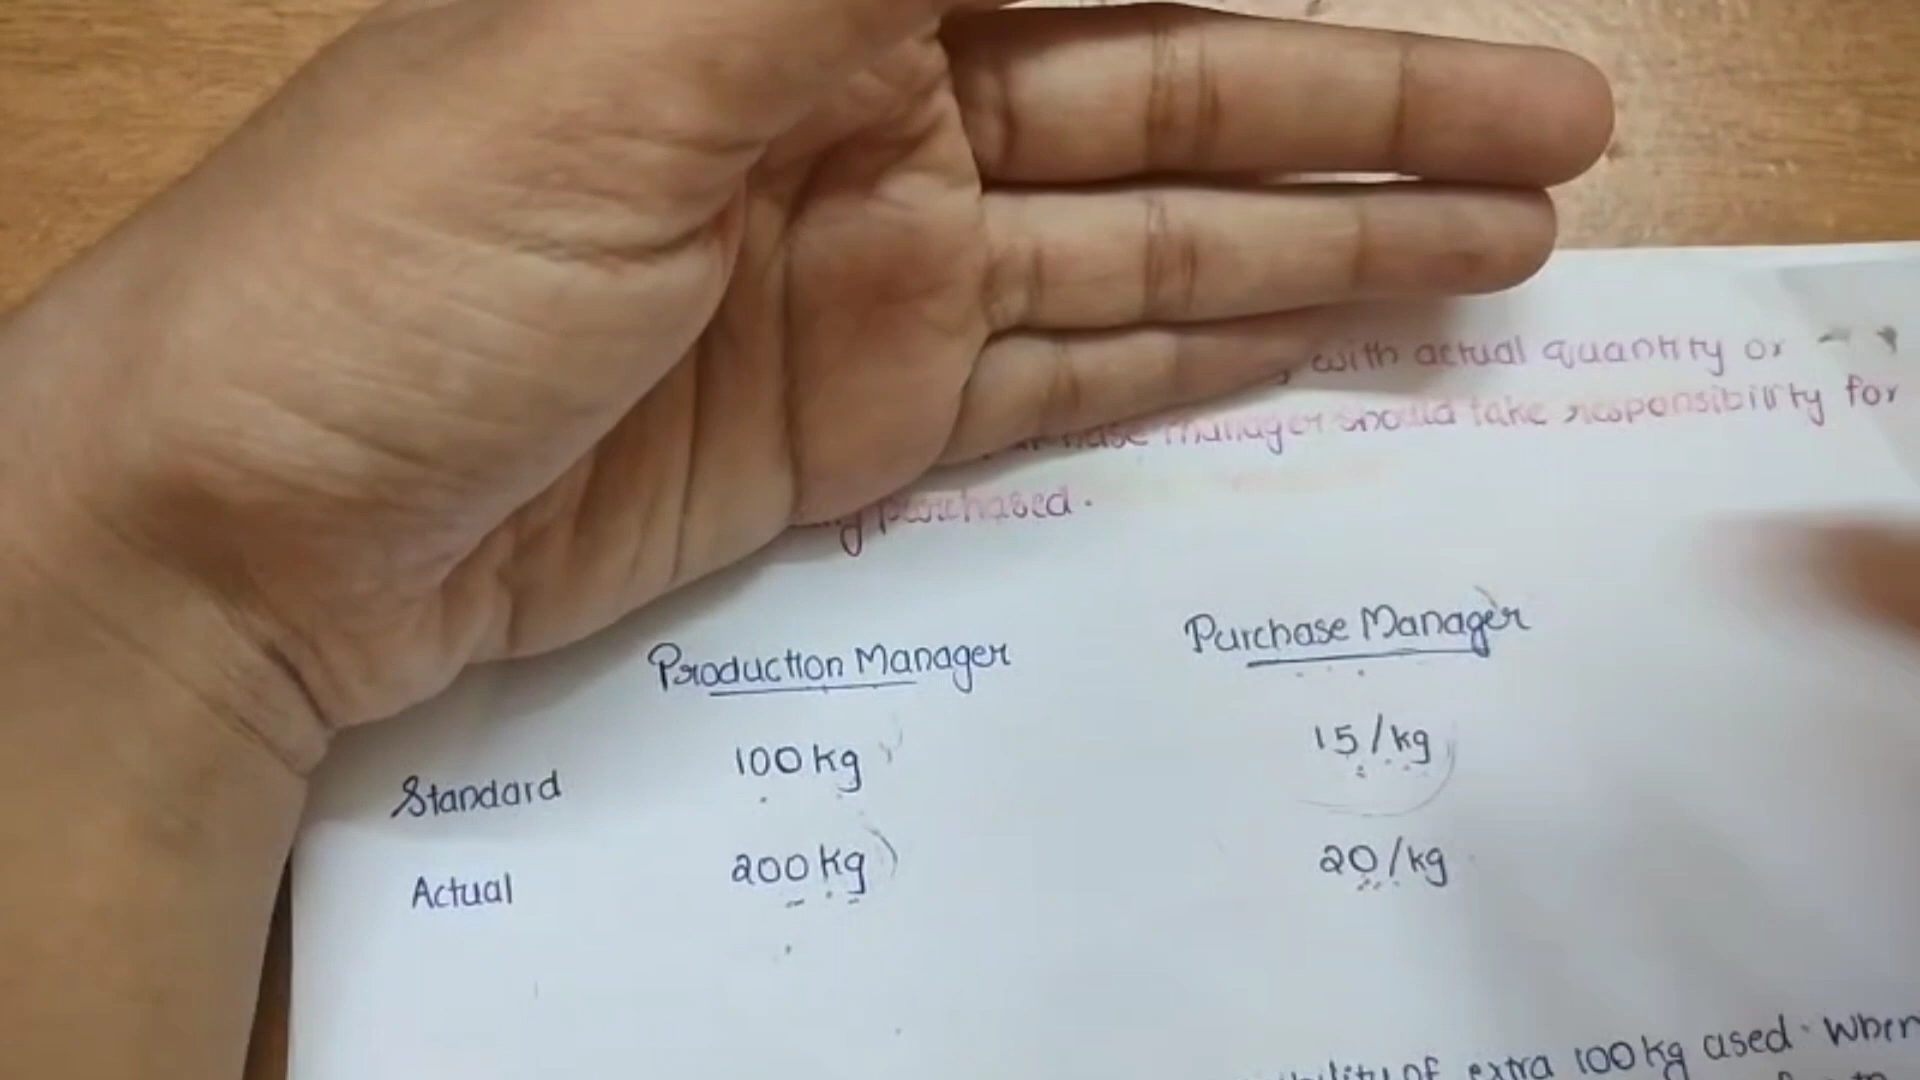 with actual quantity or
manager should take responsibility for
purchased.
Production Manager Purchase Manager
Standard 100 kg 15/kg
Actual 200 kg 20/kg
of extra 100 kg used. When